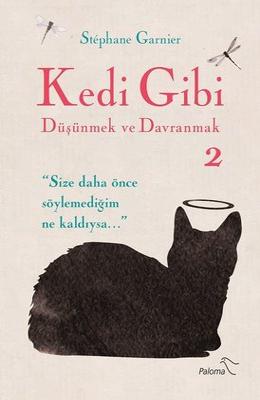 Stéphane Garnier
Kedi Gibi
Düşünmek ve Davranmak
2
“Size daha önce
söylemediğim
ne kaldıysa...”
Paloma